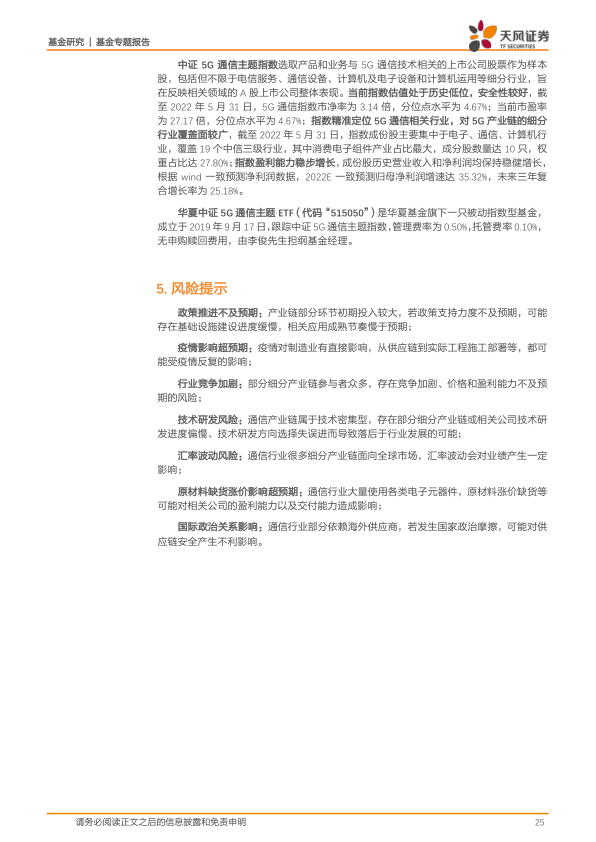 基金研究 | 基金专题报告
天风证券
TF SECURITIES
中证 5G 通信主题指数选取产品和业务与 5G 通信技术相关的上市公司股票作为样本
股，包括但不限于电信服务、通信设备、计算机及电子设备和计算机运用等细分行业，旨
在反映相关领域的 A 股上市公司整体表现。当前指数估值处于历史低位，安全性较好，截
至 2022 年 5 月 31 日，5G 通信指数市净率为 3.14 倍，分位点水平为 4.67%；当前市盈率
为 27.17 倍，分位点水平为 4.67%；指数精准定位 5G 通信相关行业，对 5G 产业链的细分
行业覆盖面较广，截至 2022 年 5 月 31 日，指数成份股主要集中于电子、通信、计算机行
业，覆盖 19 个中信三级行业，其中消费电子组件产业占比最大，成分股数量达 10 只，权
重占比达 27.80%；指数盈利能力稳步增长，成份股历史营业收入和净利润均保持稳健增长，
根据 wind 一致预测净利润数据，2022E 一致预测归母净利润增速达 35.32%，未来三年复
合增长率为 25.18%。
华夏中证 5G 通信主题 ETF（代码“515050”）是华夏基金旗下一只被动指数型基金，
成立于 2019 年 9 月 17 日，跟踪中证 5G 通信主题指数，管理费率为 0.50%，托管费率 0.10%，
无申购赎回费用，由李俊先生担纲基金经理。
5. 风险提示
政策推进不及预期：产业链部分环节初期投入较大，若政策支持力度不及预期，可能
存在基础设施建设进度缓慢，相关应用成熟节奏慢于预期；
疫情影响超预期：疫情对制造业有直接影响，从供应链到实际工程施工部署等，都可
能受疫情反复的影响；
行业竞争加剧：部分细分产业链参与者众多，存在竞争加剧、价格和盈利能力不及预
期的风险；
技术研发风险：通信产业链属于技术密集型，存在部分细分产业链或相关公司技术研
发进度偏慢、技术研发方向选择失误进而导致落后于行业发展的可能；
汇率波动风险：通信行业很多细分产业链面向全球市场，汇率波动会对业绩产生一定
影响；
原材料缺货涨价影响超预期：通信行业大量使用各类电子元器件，原材料涨价缺货等
可能对相关公司的盈利能力以及交付能力造成影响；
国际政治关系影响：通信行业部分依赖海外供应商，若发生国家政治摩擦，可能对供
应链安全产生不利影响。
请务必阅读正文之后的信息披露和免责申明
25